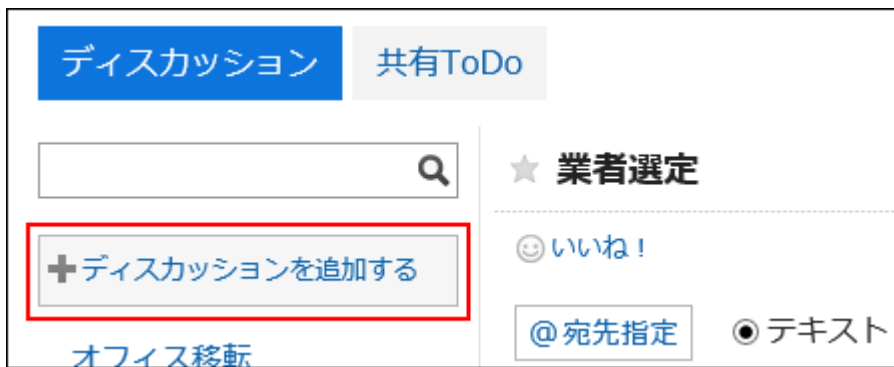 ディスカッション 共有ToDo
業者選定
ディスカッションを追加する
いいね！
@宛先指定 テキスト
オフィス移転